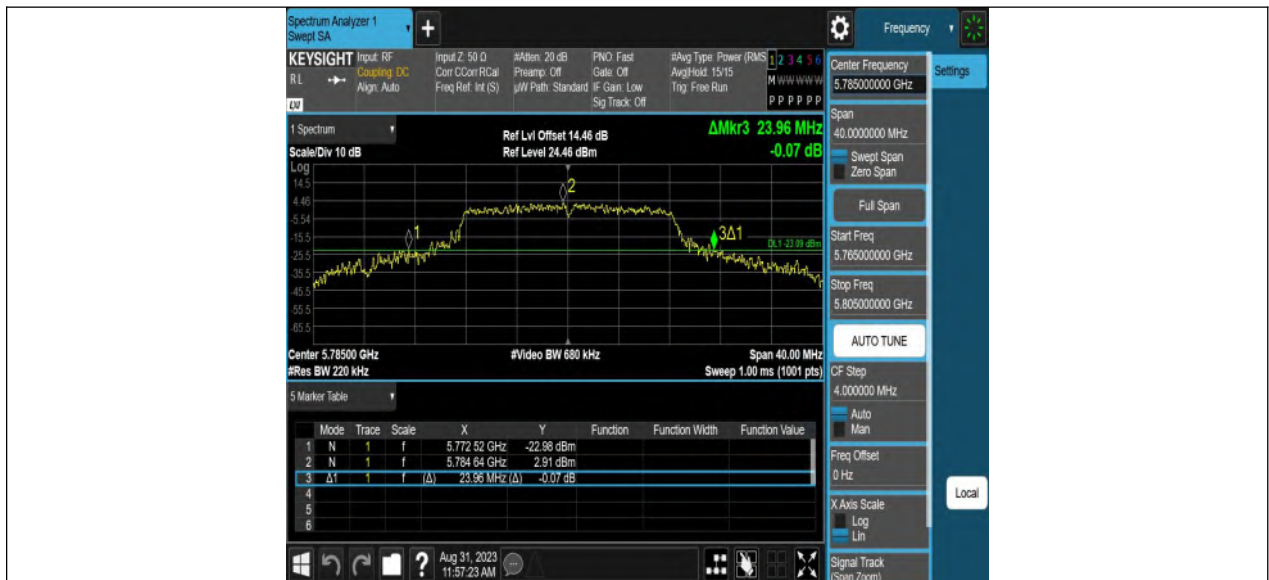 Spectrum Analyzer 1
Swept SA
+
Frequency
KEYSIGHT Input: RF Input Z: 50 Ω #Atten: 20 dB PNO: Fast #Avg Type: Power (RMS 1 2 3 4 5 6
RL Coupling: DC Corr CCorr RCal Preamp: Off Gate: Off Avg|Hold: 15/15 M W W W W W
Align: Auto Freq Ref: Int (S) µW Path: Standard IF Gain: Low Trig: Free Run
LXI Sig Track: Off P P P P P P
1 Spectrum
Ref Lvl Offset 14.46 dB
ΔMkr3 23.96 MHz
Scale/Div 10 dB Ref Level 24.46 dBm -0.07 dB
Log
14.5
4.46
-5.54
-15.5
-25.5
-35.5
-45.5
-55.5
-65.5
1
2
3Δ1
DL1 -23.09 dBm
Center 5.78500 GHz #Video BW 680 kHz Span 40.00 MHz
#Res BW 220 kHz Sweep 1.00 ms (1001 pts)
5 Marker Table
Mode Trace Scale X Y Function Function Width Function Value
1 N 1 f 5.772 52 GHz -22.98 dBm
2 N 1 f 5.784 64 GHz 2.91 dBm
3 Δ1 1 f (Δ) 23.96 MHz (Δ) -0.07 dB
4
5
6
?
Aug 31, 2023
11:57:23 AM
Center Frequency
5.785000000 GHz
Span
40.0000000 MHz
Swept Span
Zero Span
Full Span
Start Freq
5.765000000 GHz
Stop Freq
5.805000000 GHz
AUTO TUNE
CF Step
4.000000 MHz
Auto
Man
Freq Offset
0 Hz
X Axis Scale
Log
Lin
Signal Track
(Span Zoom)
Settings
Local